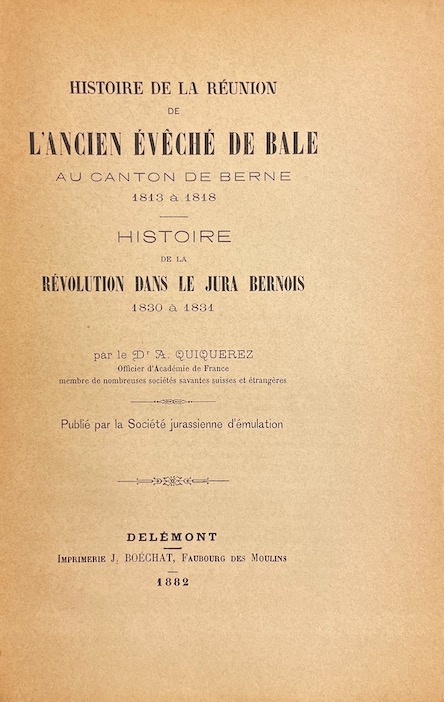 HISTOIRE DE LA RÉUNION
DE
L'ANCIEN ÉVÊCHÉ DE BALE
AU CANTON DE BERNE
1813 à 1818
HISTOIRE
DE LA
RÉVOLUTION DANS LE JURA BERNOIS
1830 à 1831
par le Dr A. QUIQUEREZ
Officier d'Académie de France
membre de nombreuses sociétés savantes suisses et étrangères
Publié par la Société jurassienne d'émulation
DELÉMONT
IMPRIMERIE J. BOÉCHAT, FAUBOURG DES MOULINS
1882